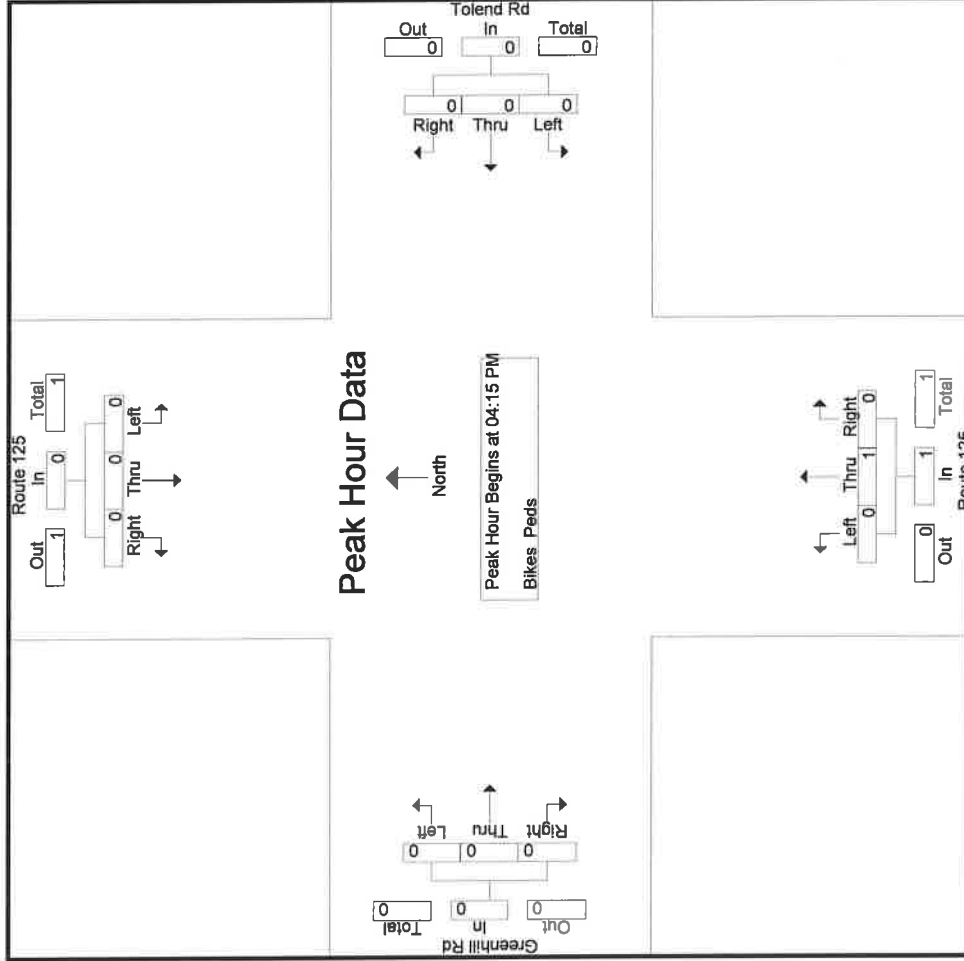 Route 125
Out In Total
1 0 1
0 0 0
Right Thru Left
Tolend Rd
Out In Total
0 0 0
0 0 0
Right Thru Left
Peak Hour Data
North
Peak Hour Begins at 04:15 PM
Bikes Peds
Left Thru Right
0 0 0
Total In Out
0 0 0
Greenhill Rd
Left Thru Right
0 1 0
0 1 1
Out In Total
Route 125